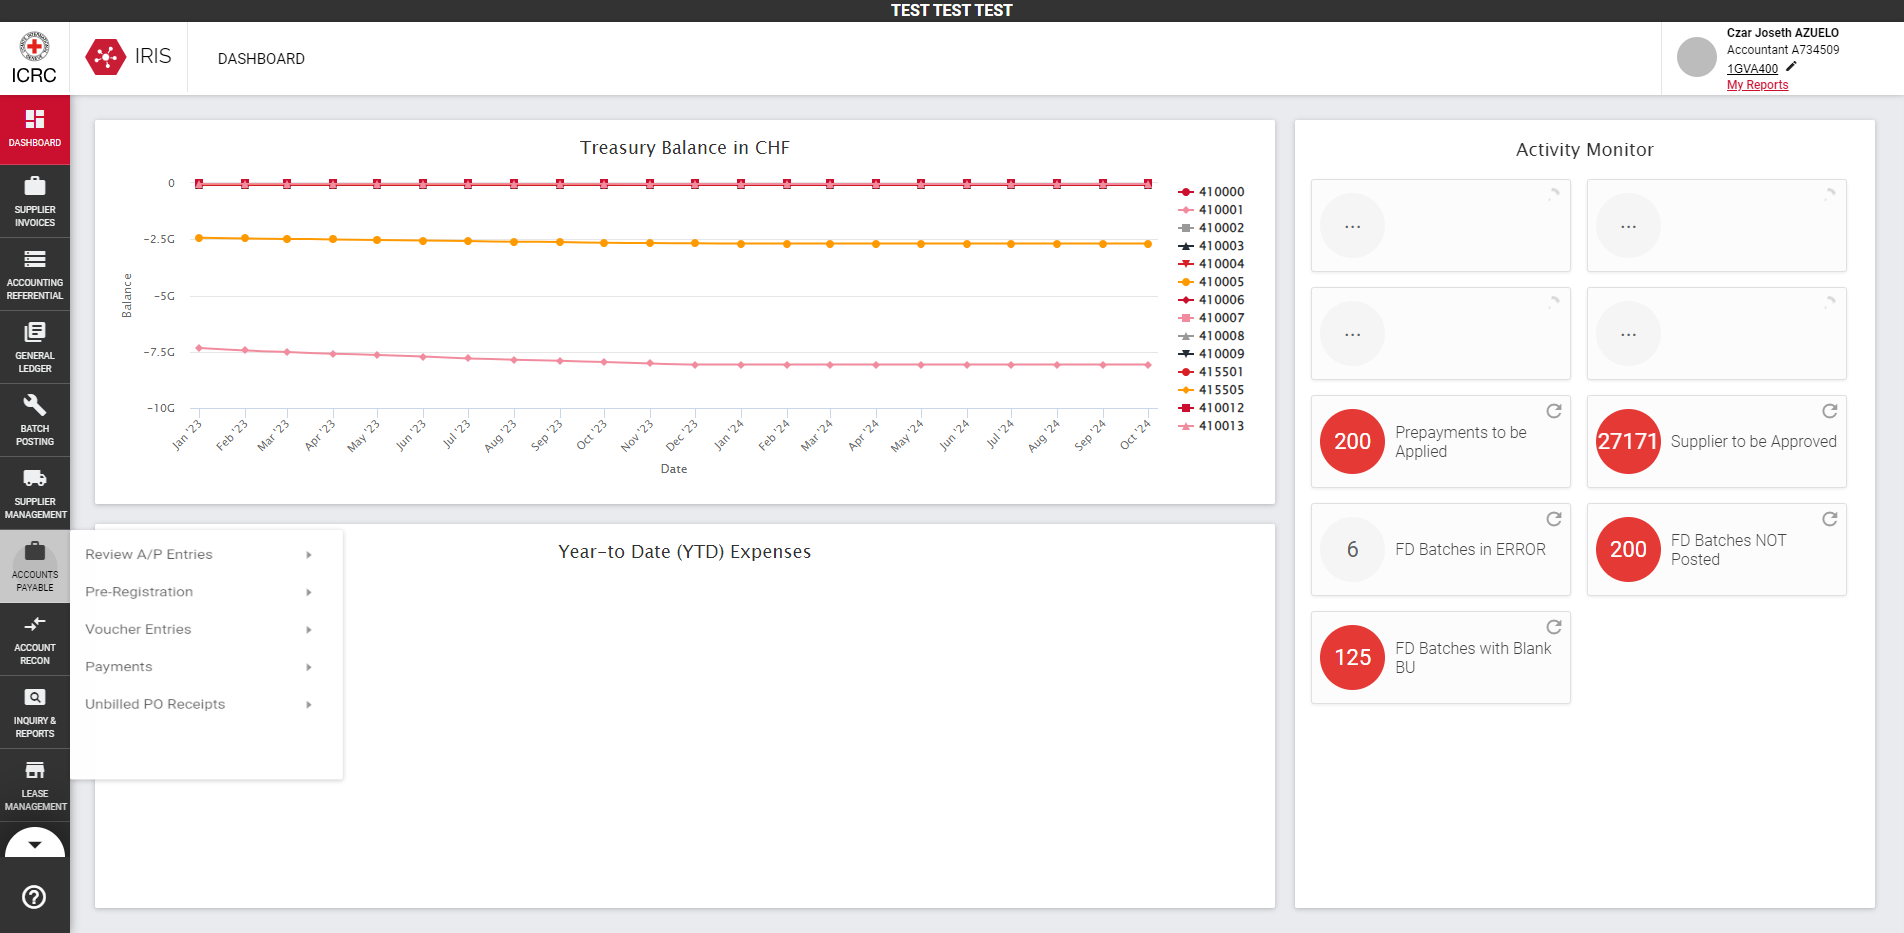 TEST TEST TEST
ICRC
IRIS
DASHBOARD
Czar Joseth AZUELO
Accountant A734509
1GVA400
My Reports
DASHBOARD
SUPPLIER
INVOICES
ACCOUNTING
REFERENTIAL
GENERAL
LEDGER
BATCH
POSTING
SUPPLIER
MANAGEMENT
ACCOUNTS
PAYABLE
ACCOUNT
RECON
INQUIRY &
REPORTS
LEASE
MANAGEMENT
Review A/P Entries
Pre-Registration
Voucher Entries
Payments
Unbilled PO Receipts
Treasury Balance in CHF
Balance
0
−2.5G
−5G
−7.5G
−10G
Jan '23
Feb '23
Mar '23
Apr '23
May '23
Jun '23
Jul '23
Aug '23
Sep '23
Oct '23
Nov '23
Dec '23
Jan '24
Feb '24
Mar '24
Apr '24
May '24
Jun '24
Jul '24
Aug '24
Sep '24
Oct '24
Date
410000
410001
410002
410003
410004
410005
410006
410007
410008
410009
415501
415505
410012
410013
Year-to Date (YTD) Expenses
Activity Monitor
...
...
...
...
200
Prepayments to be
Applied
27171
Supplier to be Approved
6
FD Batches in ERROR
200
FD Batches NOT
Posted
125
FD Batches with Blank
BU